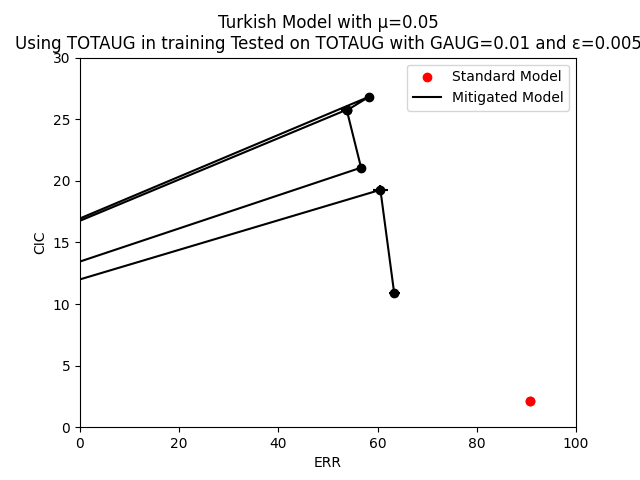 Turkish Model with μ=0.05
Using TOTAUG in training Tested on TOTAUG with GAUG=0.01 and ε=0.005
Standard Model
Mitigated Model
30
25
20
15
10
5
0
CIC
0 20 40 60 80 100
ERR